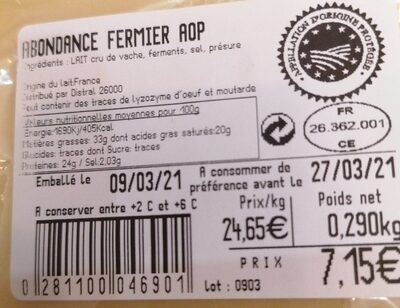 ABONDANCE FERMIER AOP
Ingrédients : LAIT cru de vache, ferments, sel, présure
Origine du lait:France
Distribué par Distral 26000
Peut contenir des traces de lyzozyme d'oeuf et moutarde
Valeurs nutritionnelles moyennes pour 100g
Energie:1690Kj/405Kcal
Matières grasses: 33g dont acides gras saturés:20g
Glucides: traces dont Sucre: traces
Protéines: 24g / Sel:2.03g
APPELLATION D'ORIGINE PROTÉGÉE
FR
26.362.001
CE
Emballé le 09/03/21
A consommer de
préférence avant le 27/03/21
A conserver entre +2 C et +6 C
Prix/kg Poids net
24,65€ 0,290kg
PRIX 7,15€
0 281100 046901
Lot : 0903